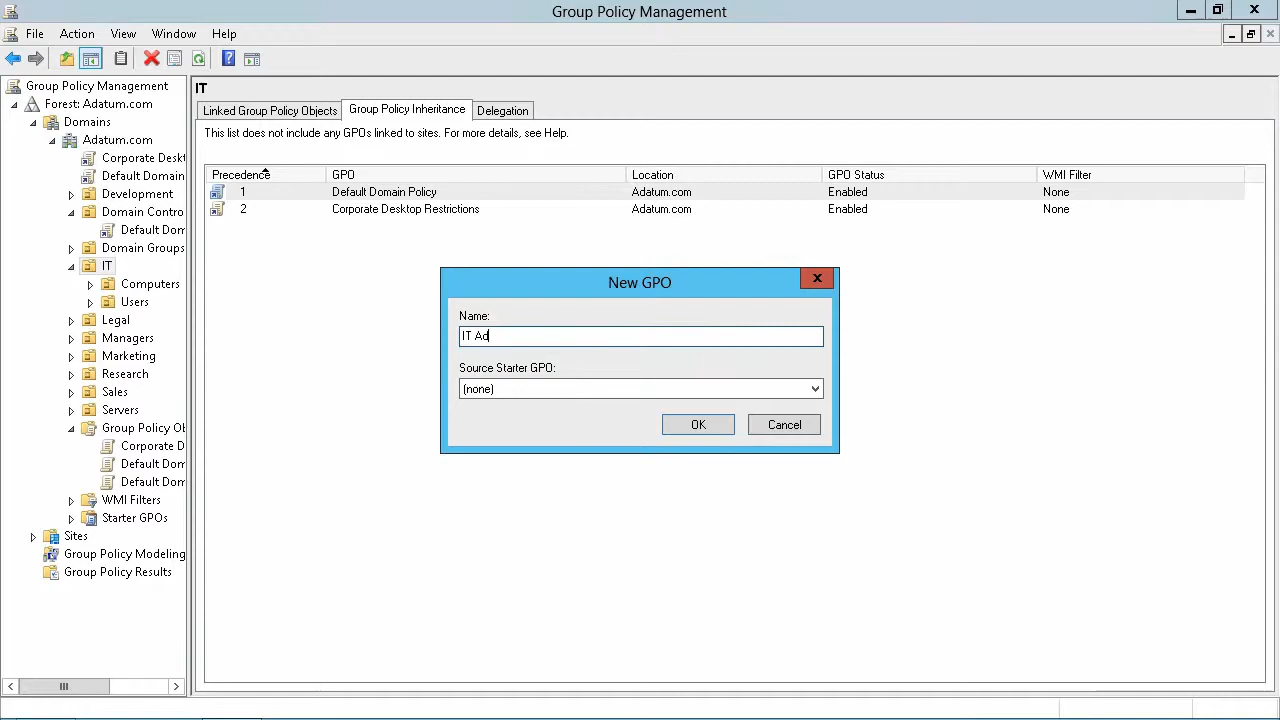 Group Policy Management
File Action View Window Help
Group Policy Management
Forest: Adatum.com
Domains
Adatum.com
Corporate Deskt
Default Domain
Development
Domain Contro
Default Dom
Domain Groups
IT
Computers
Users
Legal
Managers
Marketing
Research
Sales
Servers
Group Policy Ob
Corporate D
Default Dom
Default Dom
WMI Filters
Starter GPOs
Sites
Group Policy Modeling
Group Policy Results
IT
Linked Group Policy Objects Group Policy Inheritance Delegation
This list does not include any GPOs linked to sites. For more details, see Help.
Precedence GPO Location GPO Status WMI Filter
1 Default Domain Policy Adatum.com Enabled None
2 Corporate Desktop Restrictions Adatum.com Enabled None
New GPO
Name:
IT Ad
Source Starter GPO:
(none)
OK Cancel